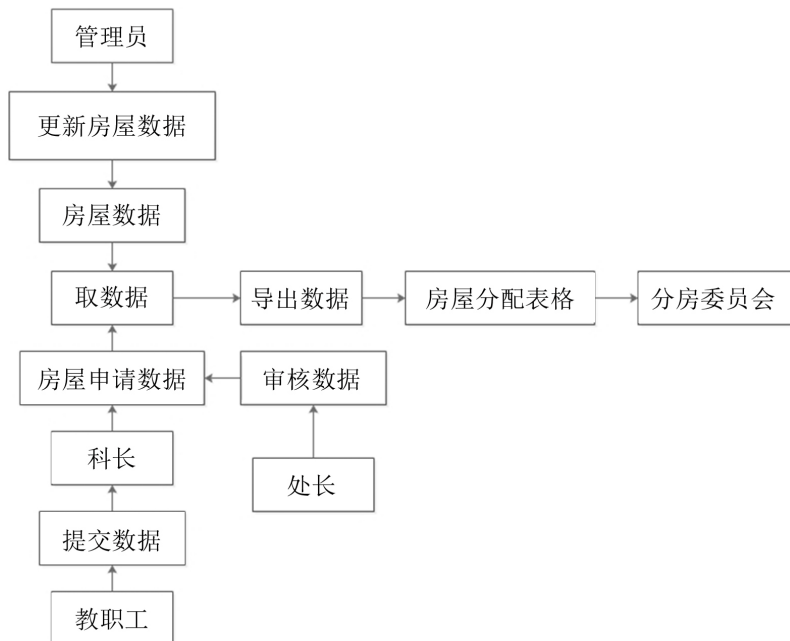 管理员
更新房屋数据
房屋数据
取数据
导出数据
房屋分配表格
分房委员会
房屋申请数据
审核数据
科长
处长
提交数据
教职工